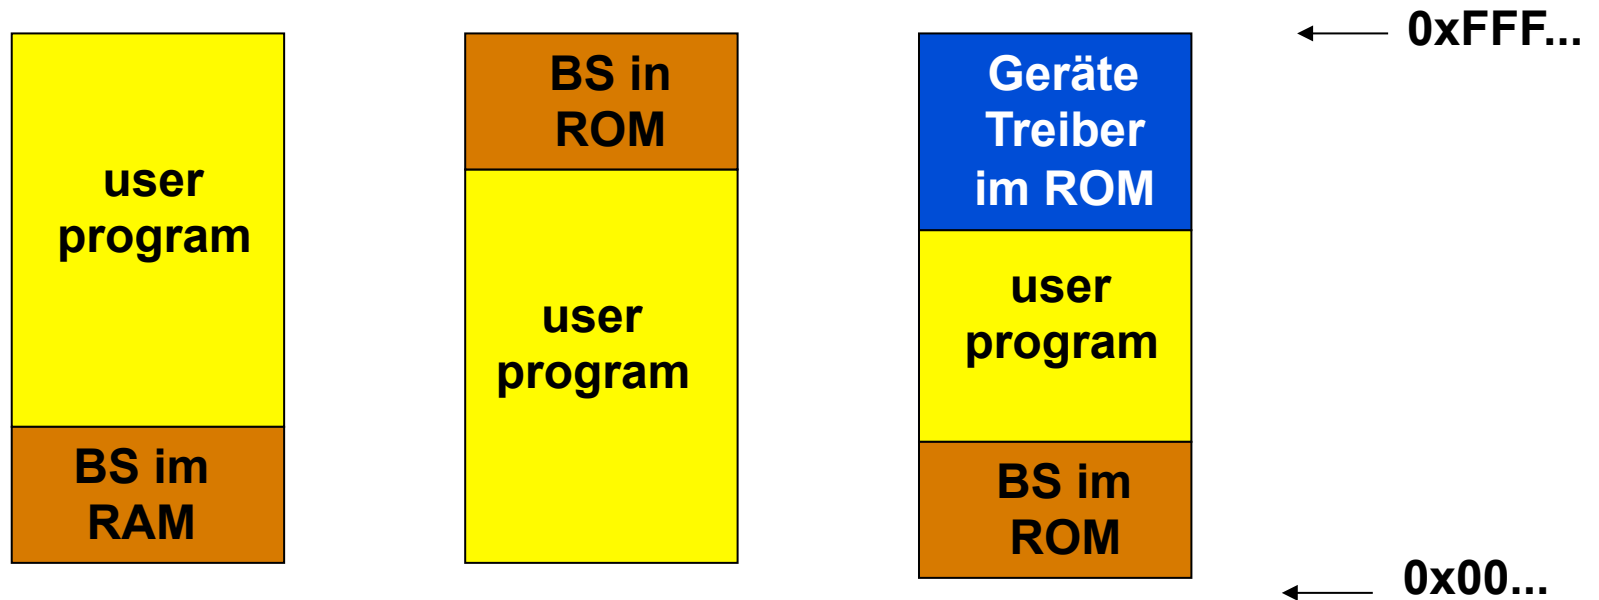 user
program
BS im
RAM
BS in
ROM
user
program
Geräte
Treiber
im ROM
user
program
BS im
ROM
0xFFF...
0x00...